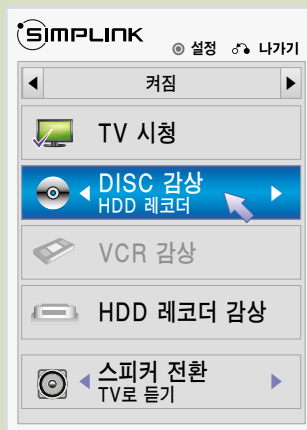 SIMPLINK
설정 나가기
켜짐
TV 시청
DISC 감상
HDD 레코더
VCR 감상
HDD 레코더 감상
스피커 전환
TV로 듣기